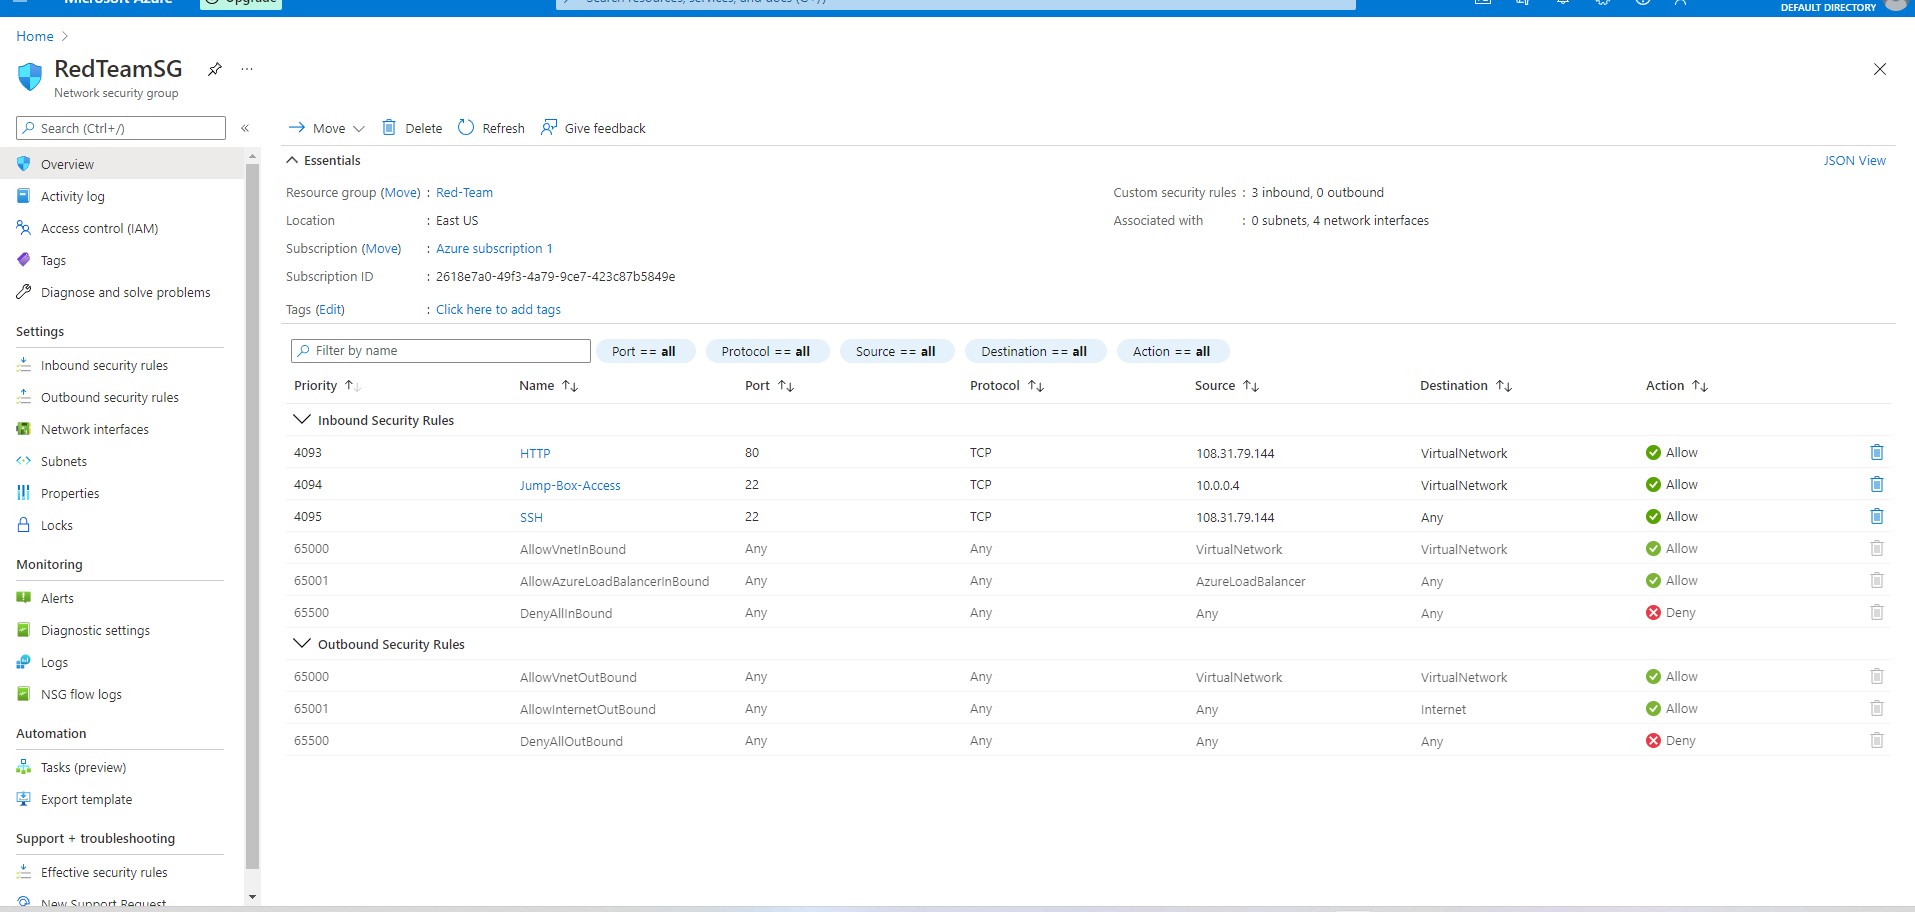 Microsoft Azure Upgrade Search resources, services, and docs (G+/) DEFAULT DIRECTORY
Home >
RedTeamSG ...
Network security group
Search (Ctrl+/) «
Overview
Activity log
Access control (IAM)
Tags
Diagnose and solve problems
Settings
Inbound security rules
Outbound security rules
Network interfaces
Subnets
Properties
Locks
Monitoring
Alerts
Diagnostic settings
Logs
NSG flow logs
Automation
Tasks (preview)
Export template
Support + troubleshooting
Effective security rules
New Support Request
Move Delete Refresh Give feedback
Essentials JSON View
Resource group (Move) : Red-Team
Location : East US
Subscription (Move) : Azure subscription 1
Subscription ID : 2618e7a0-49f3-4a79-9ce7-423c87b5849e
Tags (Edit) : Click here to add tags
Custom security rules : 3 inbound, 0 outbound
Associated with : 0 subnets, 4 network interfaces
Filter by name Port == all Protocol == all Source == all Destination == all Action == all
Priority Name Port Protocol Source Destination Action
Inbound Security Rules
4093 HTTP 80 TCP 108.31.79.144 VirtualNetwork Allow
4094 Jump-Box-Access 22 TCP 10.0.0.4 VirtualNetwork Allow
4095 SSH 22 TCP 108.31.79.144 Any Allow
65000 AllowVnetInBound Any Any VirtualNetwork VirtualNetwork Allow
65001 AllowAzureLoadBalancerInBound Any Any AzureLoadBalancer Any Allow
65500 DenyAllInBound Any Any Any Any Deny
Outbound Security Rules
65000 AllowVnetOutBound Any Any VirtualNetwork VirtualNetwork Allow
65001 AllowInternetOutBound Any Any Any Internet Allow
65500 DenyAllOutBound Any Any Any Any Deny